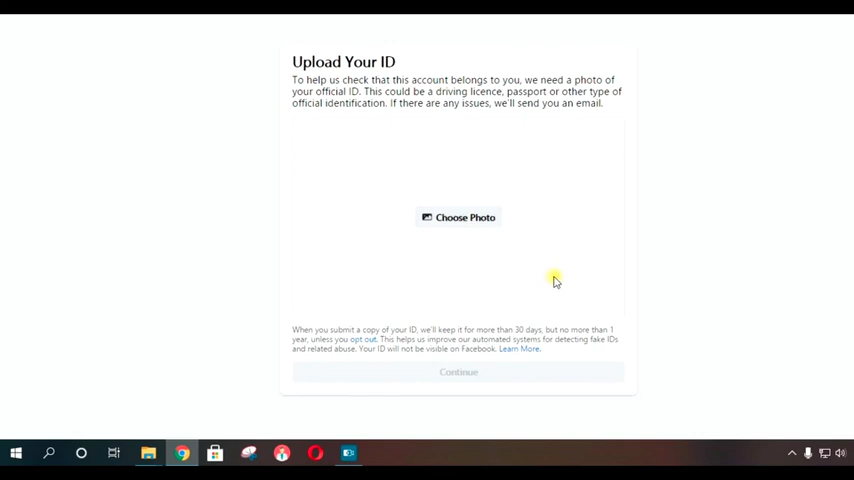 Upload Your ID
To help us check that this account belongs to you, we need a photo of
your official ID. This could be a driving licence, passport or other type of
official identification. If there are any issues, we'll send you an email.
Choose Photo
When you submit a copy of your ID, we'll keep it for more than 30 days, but no more than 1
year, unless you opt out. This helps us improve our automated systems for detecting fake IDs
and related abuse. Your ID will not be visible on Facebook. Learn More.
Continue